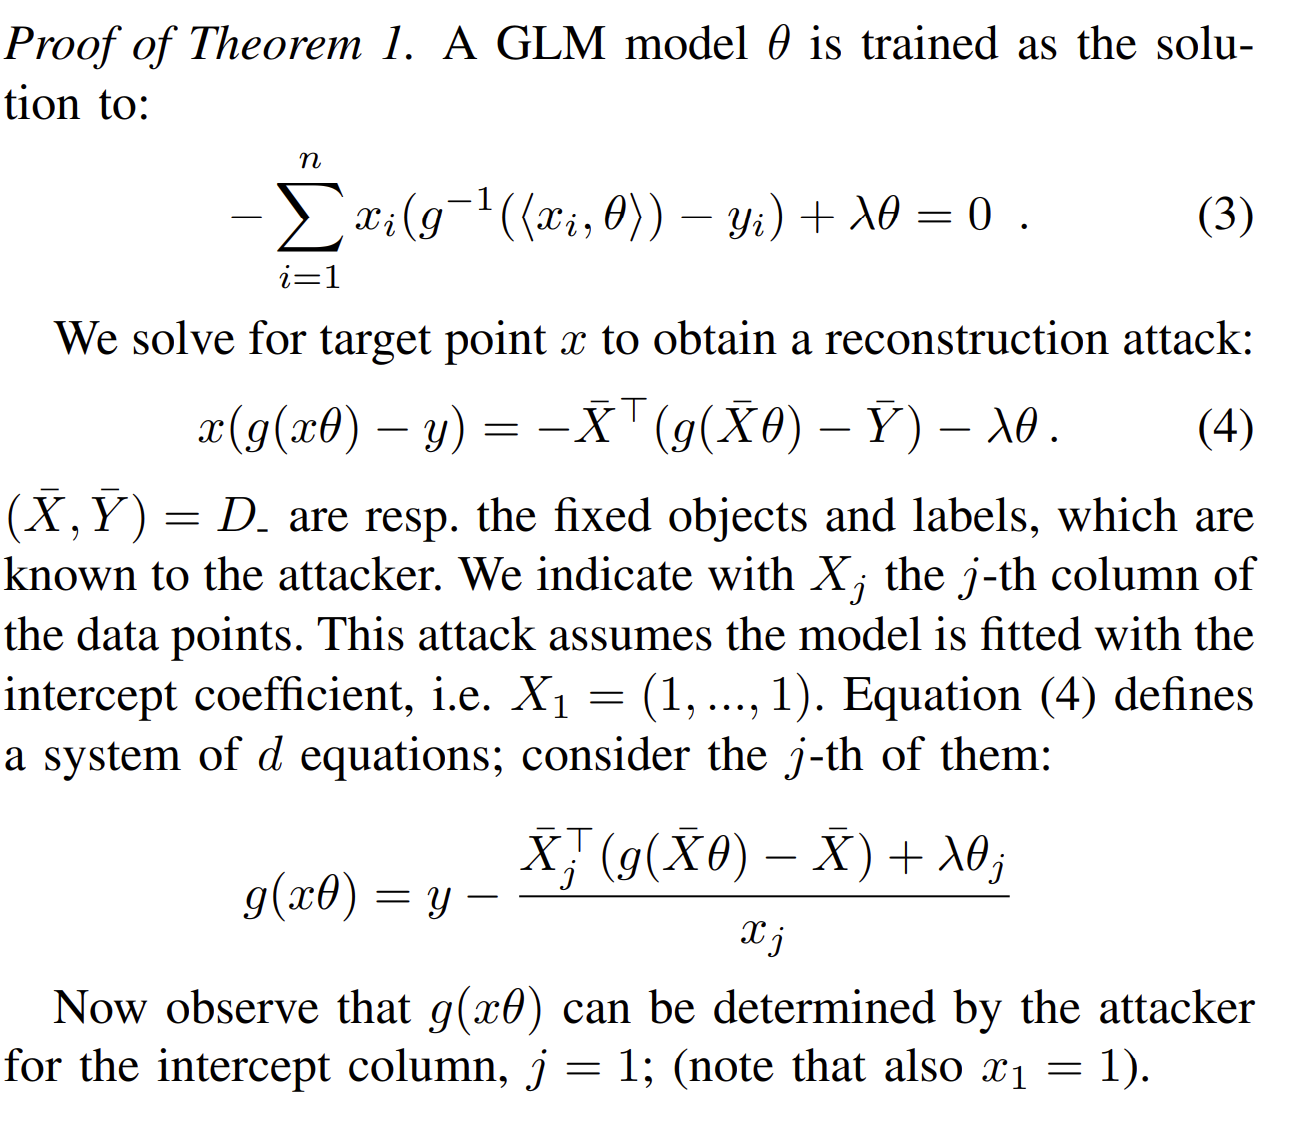 Proof of Theorem 1. A GLM model θ is trained as the solu-
tion to:
$-\sum_{i=1}^{n} x_i(g^{-1}(\langle x_i, \theta \rangle) - y_i) + \lambda\theta = 0 \ .$ (3)
We solve for target point $x$ to obtain a reconstruction attack:
$x(g(x\theta) - y) = -\bar{X}^\top(g(\bar{X}\theta) - \bar{Y}) - \lambda\theta \, .$ (4)
$(\bar{X}, \bar{Y}) = D_{\text{-}}$ are resp. the fixed objects and labels, which are
known to the attacker. We indicate with $X_j$ the $j$-th column of
the data points. This attack assumes the model is fitted with the
intercept coefficient, i.e. $X_1 = (1, ..., 1)$. Equation (4) defines
a system of $d$ equations; consider the $j$-th of them:
$g(x\theta) = y - \frac{\bar{X}_j^\top(g(\bar{X}\theta) - \bar{X}) + \lambda\theta_j}{x_j}$
Now observe that $g(x\theta)$ can be determined by the attacker
for the intercept column, $j = 1$; (note that also $x_1 = 1$).